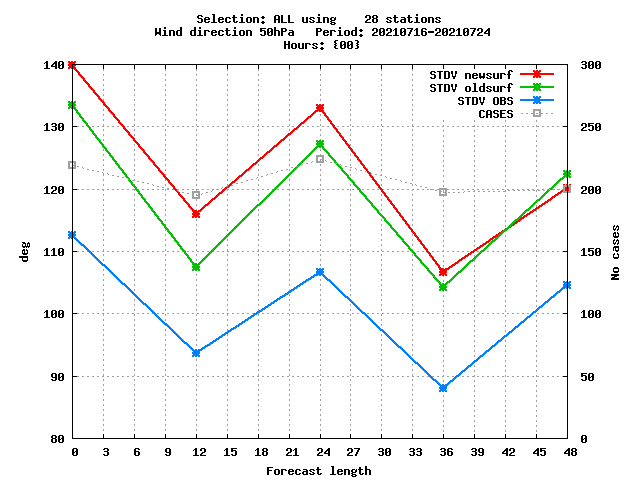 Selection: ALL using    28 stations
Wind direction 50hPa   Period: 20210716-20210724
Hours: {00}
STDV newsurf
STDV oldsurf
STDV OBS
CASES
140
130
120
110
100
90
80
deg
300
250
200
150
100
50
0
No cases
0 3 6 9 12 15 18 21 24 27 30 33 36 39 42 45 48
Forecast length